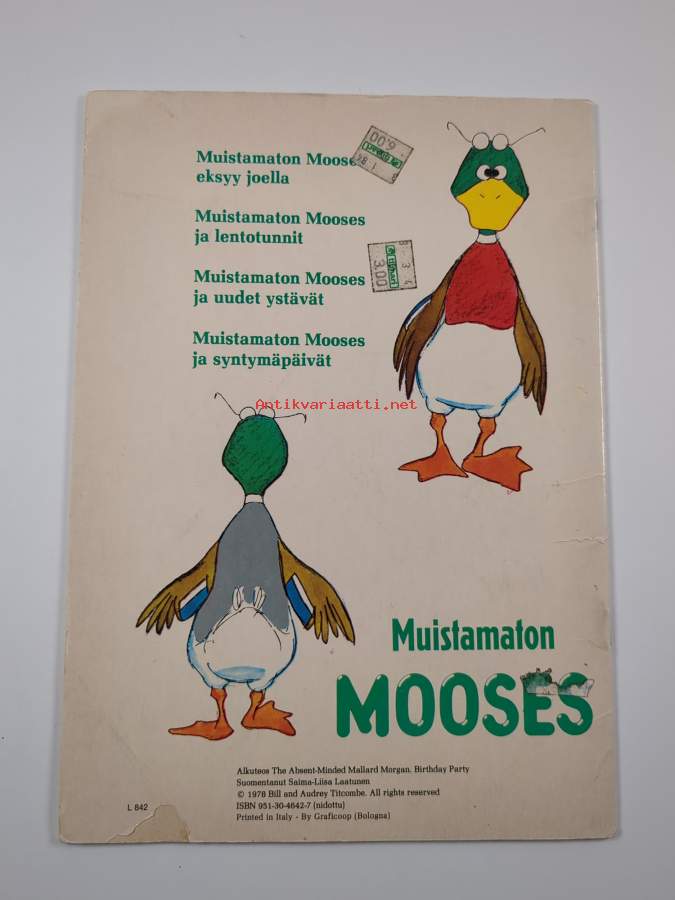 Muistamaton Moose
eksyy joella
Muistamaton Mooses
ja lentotunnit
Muistamaton Mooses
ja uudet ystävät
Muistamaton Mooses
ja syntymäpäivät
6.00
3.00
Antikvariaatti.net
Muistamaton
MOOSES
Alkuteos The Absent-Minded Mallard Morgan. Birthday Party
Suomentanut Saima-Liisa Laatunen
© 1978 Bill and Audrey Titcombe. All rights reserved
ISBN 951-30-4642-7 (nidottu)
Printed in Italy - By Graficoop (Bologna)
L 842